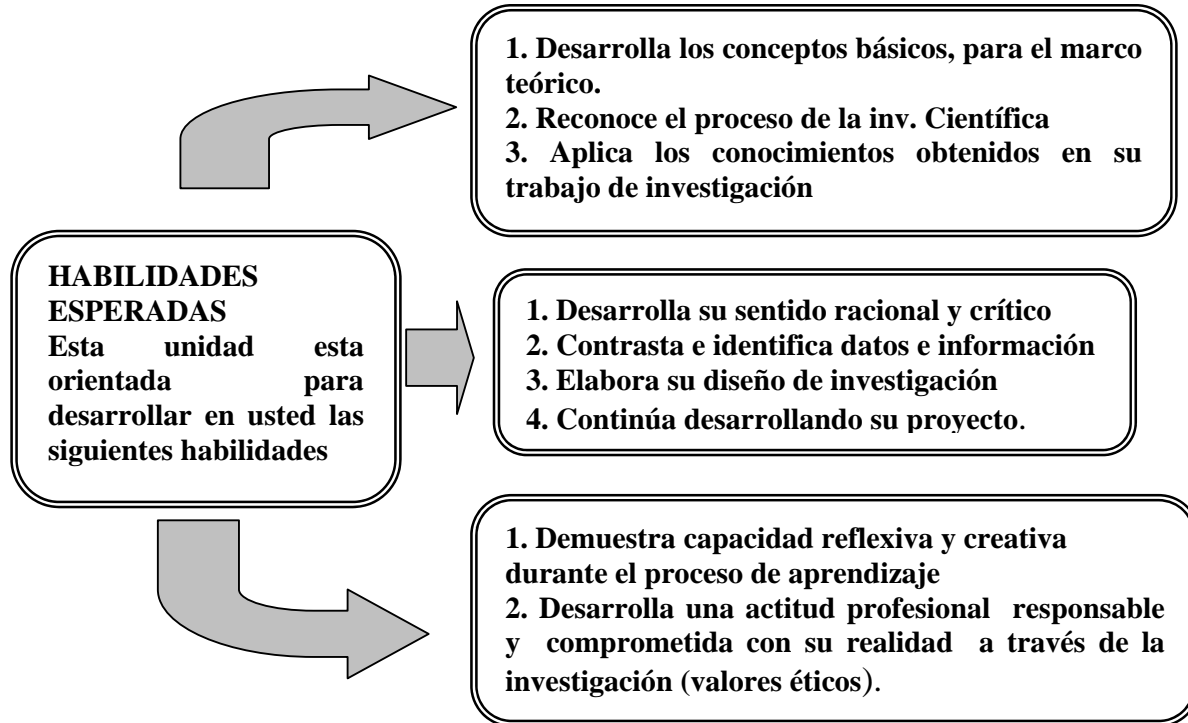 1. Desarrolla los conceptos básicos, para el marco
teórico.
2. Reconoce el proceso de la inv. Científica
3. Aplica los conocimientos obtenidos en su
trabajo de investigación
HABILIDADES
ESPERADAS
Esta unidad esta
orientada para
desarrollar en usted las
siguientes habilidades
1. Desarrolla su sentido racional y crítico
2. Contrasta e identifica datos e información
3. Elabora su diseño de investigación
4. Continúa desarrollando su proyecto.
1. Demuestra capacidad reflexiva y creativa
durante el proceso de aprendizaje
2. Desarrolla una actitud profesional responsable
y comprometida con su realidad a través de la
investigación (valores éticos).